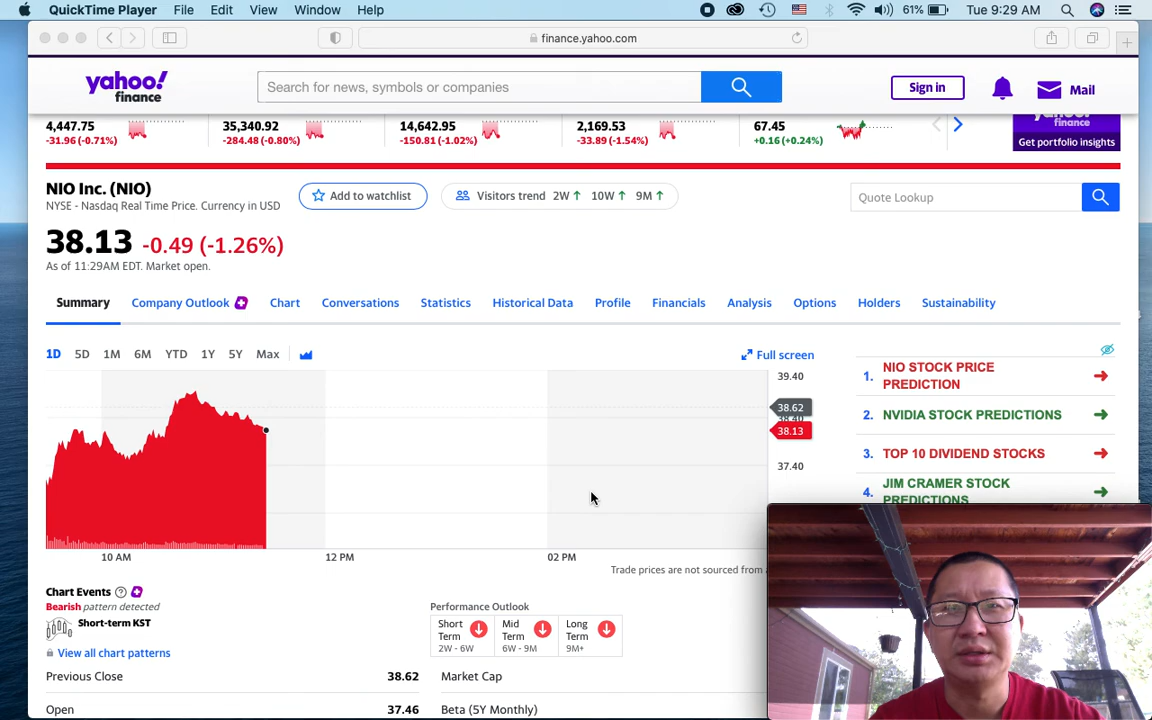 QuickTime Player File Edit View Window Help 61% Tue 9:29 AM
finance.yahoo.com
yahoo!
finance
Search for news, symbols or companies
Sign in
Mail
4,447.75
-31.96 (-0.71%)
35,340.92
-284.48 (-0.80%)
14,642.95
-150.81 (-1.02%)
2,169.53
-33.89 (-1.54%)
67.45
+0.16 (+0.24%)
finance
Get portfolio insights
NIO Inc. (NIO)
NYSE - Nasdaq Real Time Price. Currency in USD
Add to watchlist
Visitors trend 2W↑ 10W↑ 9M↑
Quote Lookup
38.13 -0.49 (-1.26%)
As of 11:29AM EDT. Market open.
Summary Company Outlook Chart Conversations Statistics Historical Data Profile Financials Analysis Options Holders Sustainability
1D 5D 1M 6M YTD 1Y 5Y Max
Full screen
39.40
38.62
38.40
38.13
37.40
10 AM 12 PM 02 PM
Trade prices are not sourced from
1. NIO STOCK PRICE
PREDICTION
2. NVIDIA STOCK PREDICTIONS
3. TOP 10 DIVIDEND STOCKS
4. JIM CRAMER STOCK
PREDICTIONS
Chart Events
Bearish pattern detected
Short-term KST
View all chart patterns
Performance Outlook
Short
Term
2W - 6W
Mid
Term
6W - 9M
Long
Term
9M+
Previous Close 38.62
Market Cap
Open 37.46
Beta (5Y Monthly)